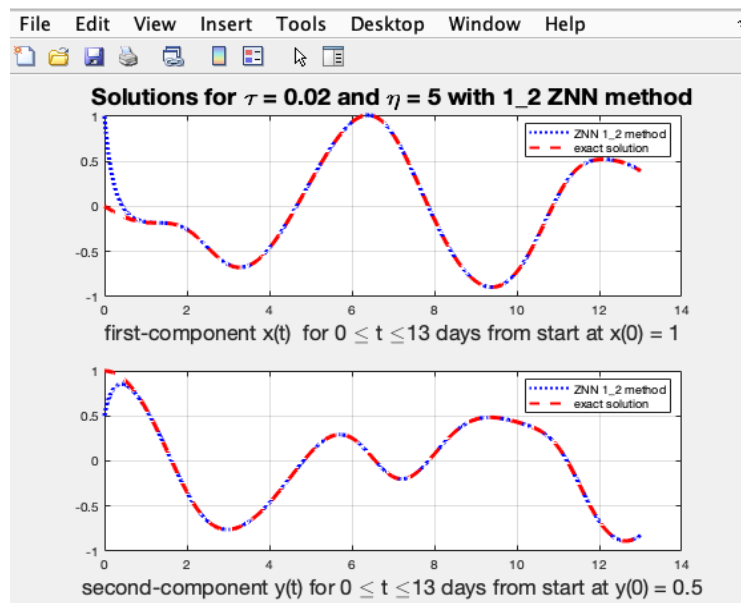 File Edit View Insert Tools Desktop Window Help
Solutions for τ = 0.02 and η = 5 with 1_2 ZNN method
1
0.5
0
-0.5
-1
ZNN 1_2 method
exact solution
0 2 4 6 8 10 12 14
first-component x(t) for 0 ≤ t ≤13 days from start at x(0) = 1
1
0.5
0
-0.5
-1
ZNN 1_2 method
exact solution
0 2 4 6 8 10 12 14
second-component y(t) for 0 ≤ t ≤13 days from start at y(0) = 0.5